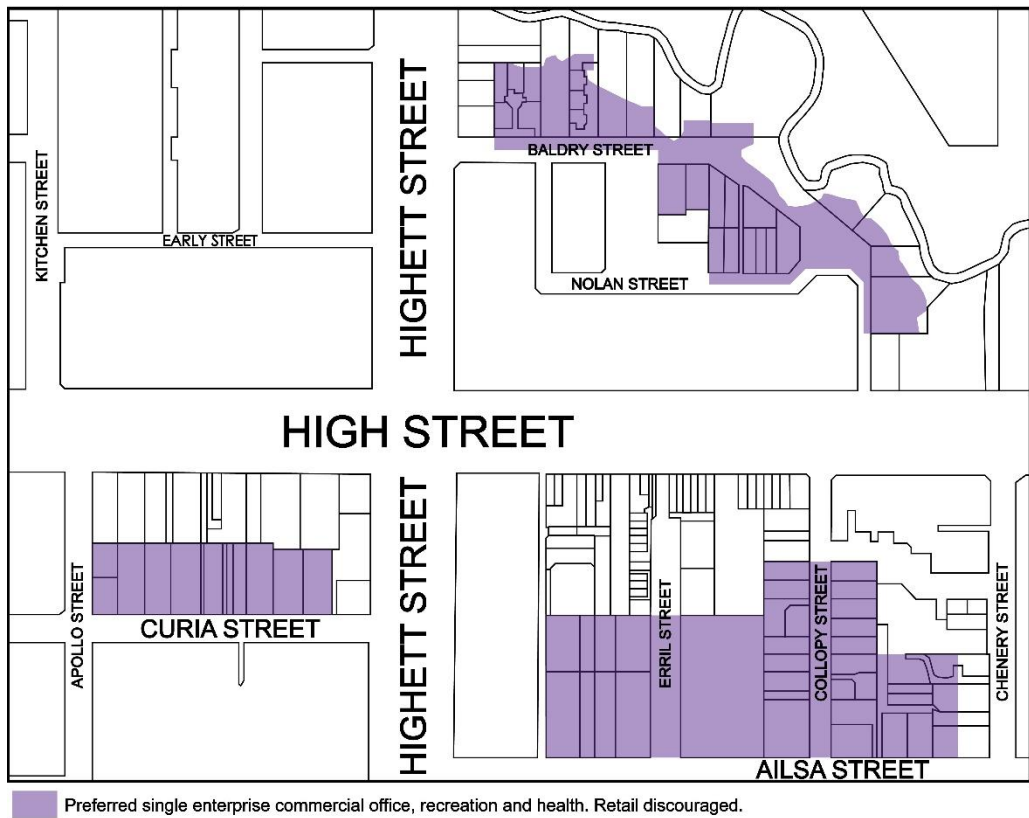 KITCHEN STREET
EARLY STREET
HIGHETT STREET
BALDRY STREET
NOLAN STREET
HIGH STREET
APOLLO STREET
CURIA STREET
HIGHETT STREET
ERRIL STREET
COLLOPY STREET
CHENERY STREET
AILSA STREET
Preferred single enterprise commercial office, recreation and health. Retail discouraged.